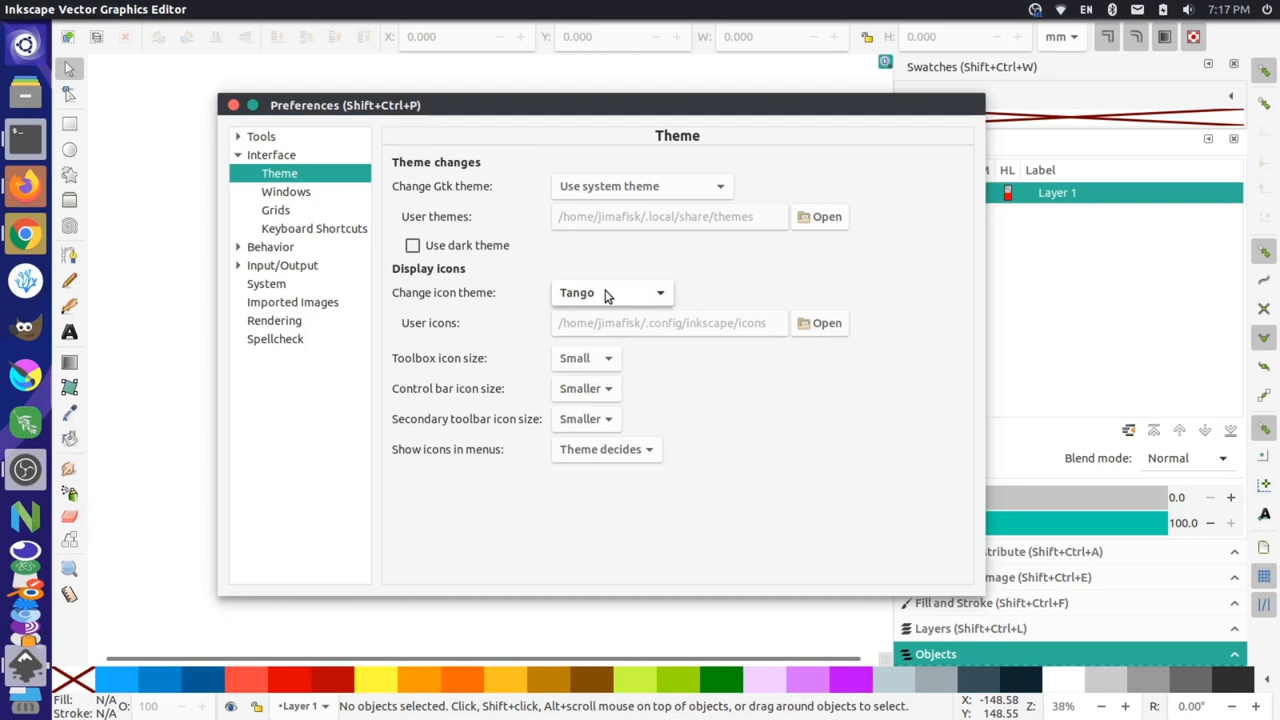 Inkscape Vector Graphics Editor
EN
7:17 PM
X: 0.000
Y: 0.000
W: 0.000
H: 0.000
mm
Swatches (Shift+Ctrl+W)
Preferences (Shift+Ctrl+P)
Tools
Interface
Theme
Windows
Grids
Keyboard Shortcuts
Behavior
Input/Output
System
Imported Images
Rendering
Spellcheck
Theme
Theme changes
Change Gtk theme: Use system theme
User themes: /home/jimafisk/.local/share/themes Open
Use dark theme
Display icons
Change icon theme: Tango
User icons: /home/jimafisk/.config/inkscape/icons Open
Toolbox icon size: Small
Control bar icon size: Smaller
Secondary toolbar icon size: Smaller
Show icons in menus: Theme decides
HL Label
Layer 1
Blend mode: Normal
0.0
100.0
(Shift+Ctrl+A)
(Shift+Ctrl+E)
Fill and Stroke (Shift+Ctrl+F)
Layers (Shift+Ctrl+L)
Objects
Fill: N/A
Stroke: N/A
O: 100
Layer 1
No objects selected. Click, Shift+click, Alt+scroll mouse on top of objects, or drag around objects to select.
X: -148.58
Y: 148.55
Z: 38%
R: 0.00°